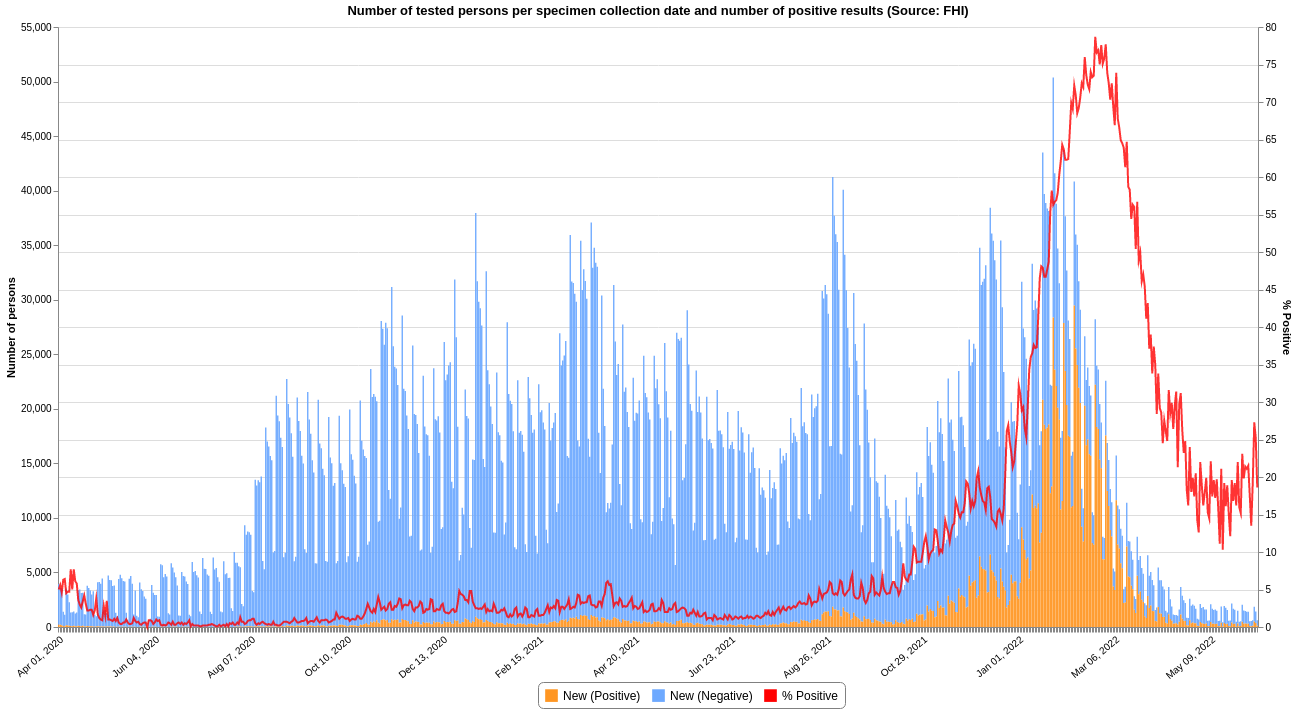 Number of tested persons per specimen collection date and number of positive results (Source: FHI)
55,000
50,000
45,000
40,000
35,000
30,000
25,000
20,000
15,000
10,000
5,000
0
Number of persons
80
75
70
65
60
55
50
45
40
35
30
25
20
15
10
5
0
% Positive
Apr 01, 2020
Jun 04, 2020
Aug 07, 2020
Oct 10, 2020
Dec 13, 2020
Feb 15, 2021
Apr 20, 2021
Jun 23, 2021
Aug 26, 2021
Oct 29, 2021
Jan 01, 2022
Mar 06, 2022
May 09, 2022
New (Positive) New (Negative) % Positive